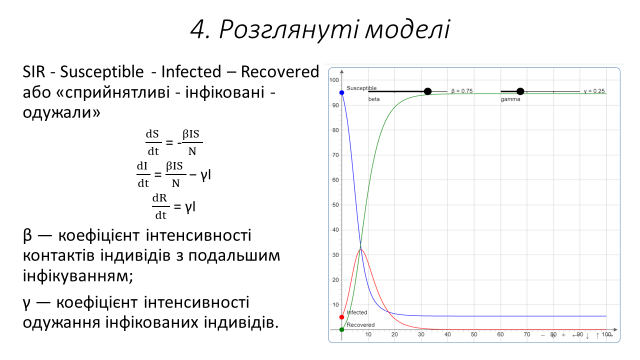 4. Розглянуті моделі
SIR - Susceptible - Infected – Recovered
або «сприйнятливі - інфіковані -
одужали»
dS/dt = -βIS/N
dI/dt = βIS/N – γI
dR/dt = γI
β — коефіцієнт інтенсивності
контактів індивідів з подальшим
інфікуванням;
γ — коефіцієнт інтенсивності
одужання інфікованих індивідів.
100
90
80
70
60
50
40
30
20
10
Susceptible
beta
β = 0.75
gamma
γ = 0.25
Infected
Recovered
10 20 30 40 50 60 70 80 90 100